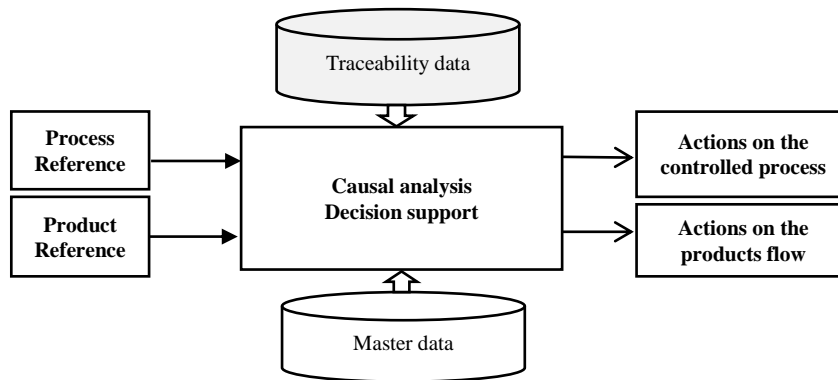 Traceability data
Process
Reference
Product
Reference
Causal analysis
Decision support
Actions on the
controlled process
Actions on the
products flow
Master data